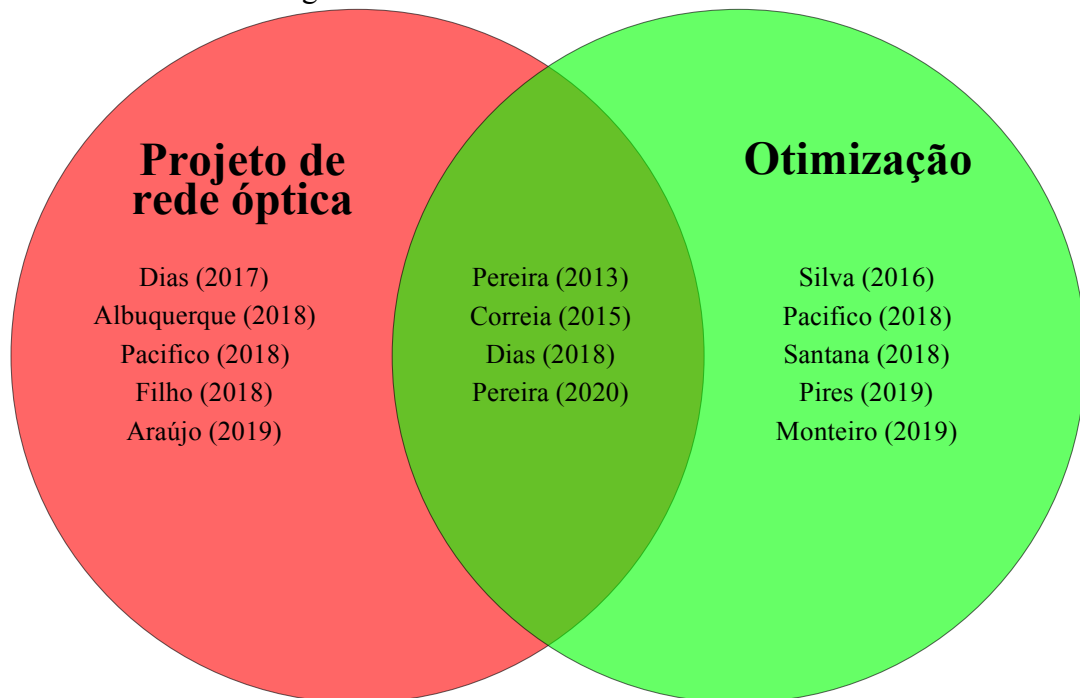 Projeto de
rede óptica
Dias (2017)
Albuquerque (2018)
Pacifico (2018)
Filho (2018)
Araújo (2019)
Pereira (2013)
Correia (2015)
Dias (2018)
Pereira (2020)
Otimização
Silva (2016)
Pacifico (2018)
Santana (2018)
Pires (2019)
Monteiro (2019)